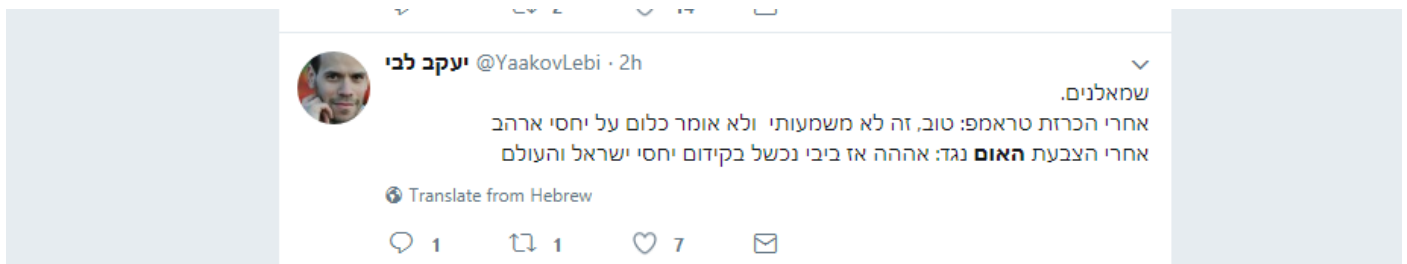 יעקב לבי @YaakovLebi · 2h
שמאלנים.
אחרי הכרזת טראמפ: טוב, זה לא משמעותי ולא אומר כלום על יחסי ארהב
אחרי הצבעת האום נגד: אההה אז ביבי נכשל בקידום יחסי ישראל והעולם
Translate from Hebrew
1 1 7